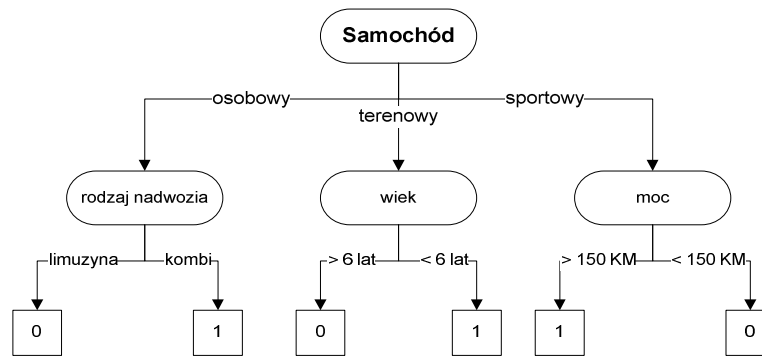 Samochód
osobowy
terenowy
sportowy
rodzaj nadwozia
wiek
moc
limuzyna
kombi
> 6 lat
< 6 lat
> 150 KM
< 150 KM
0
1
0
1
1
0